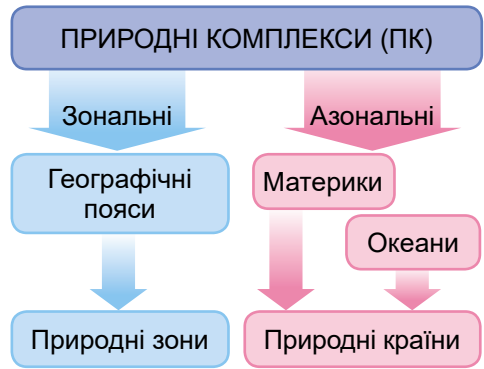 ПРИРОДНІ КОМПЛЕКСИ (ПК)
Зональні
Азональні
Географічні
пояси
Материки
Океани
Природні зони
Природні країни